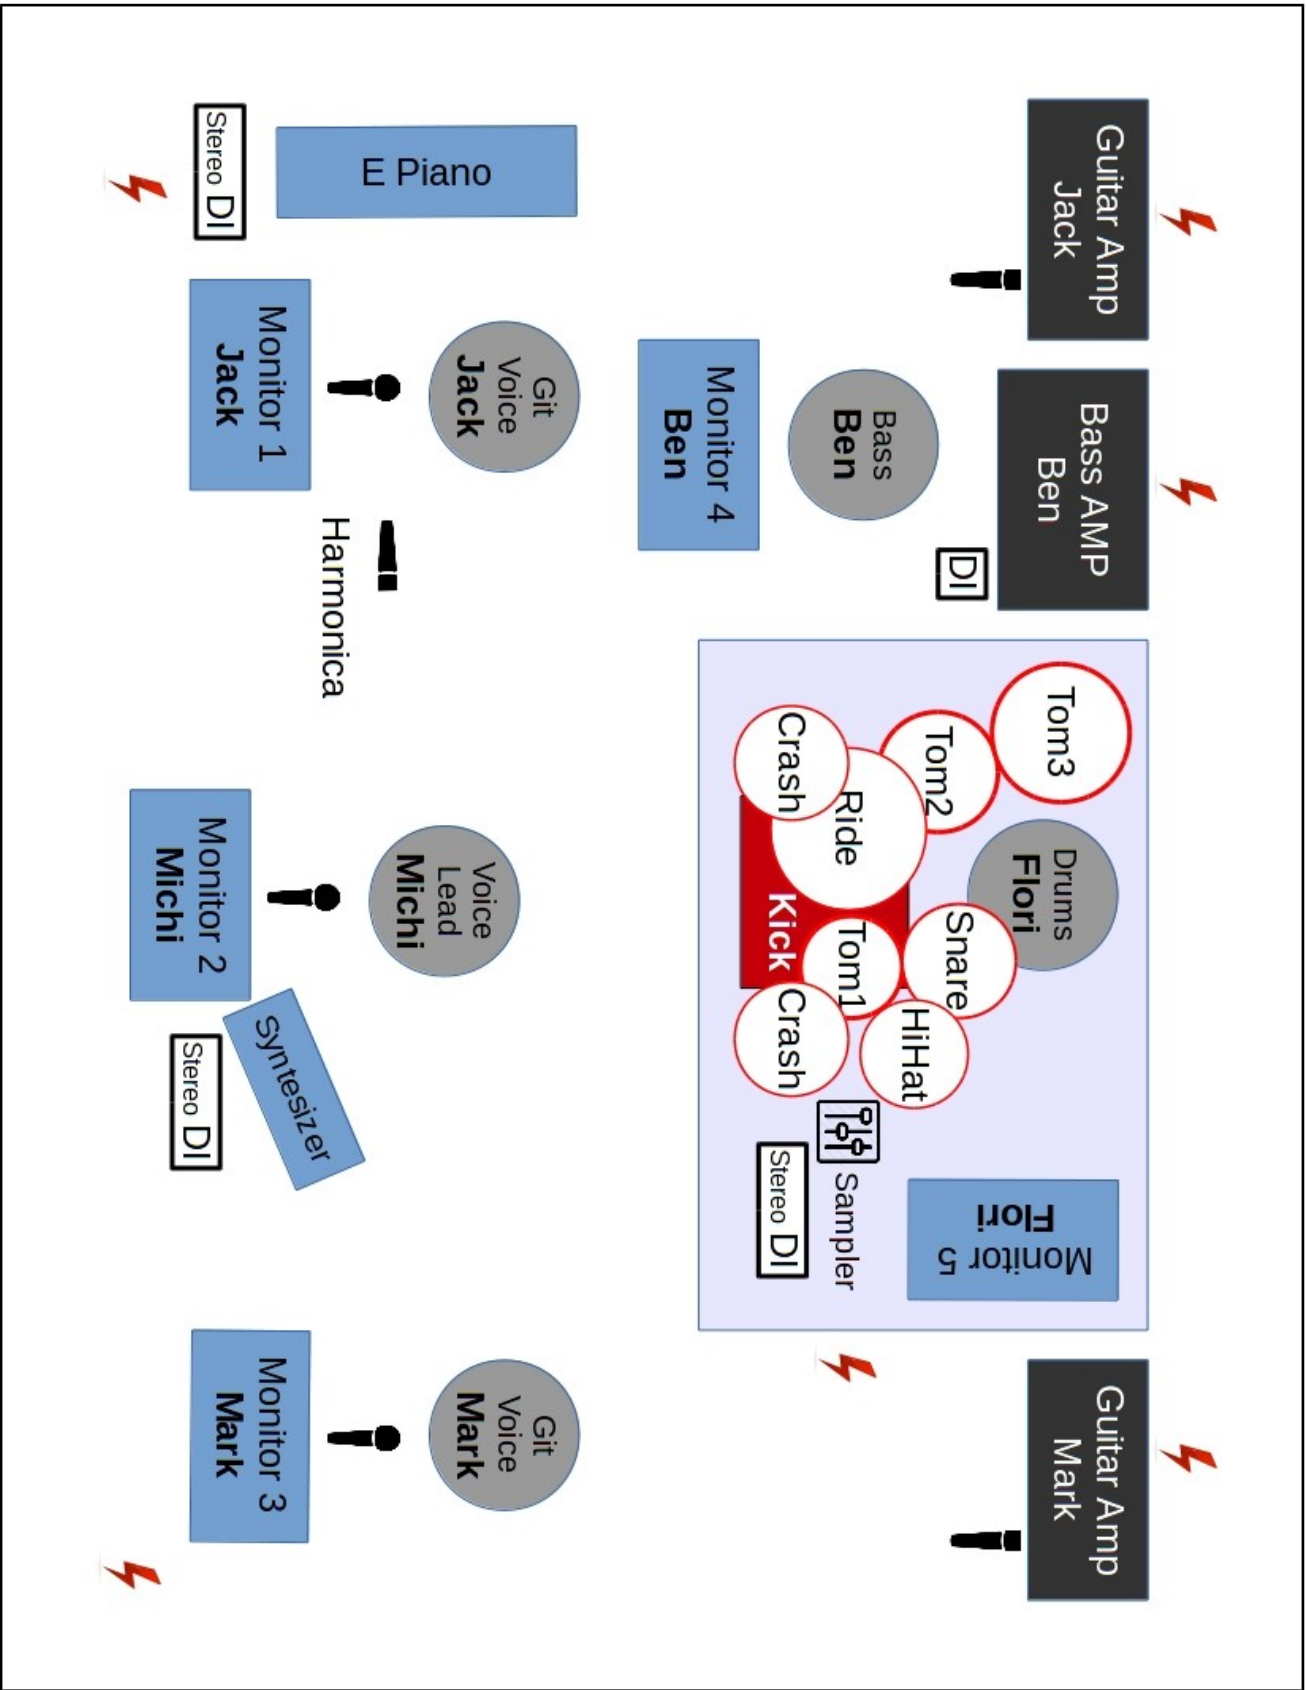 Guitar Amp
Jack
Bass AMP
Ben
DI
Bass
Ben
Monitor 4
Ben
Tom3
Tom2
Drums
Flori
Snare
Ride
Crash
Kick
Tom1
HiHat
Crash
Sampler
Stereo DI
Monitor 5
Flori
Guitar Amp
Mark
E Piano
Stereo DI
Git
Voice
Jack
Monitor 1
Jack
Harmonica
Voice
Lead
Michi
Monitor 2
Michi
Syntesizer
Stereo DI
Git
Voice
Mark
Monitor 3
Mark